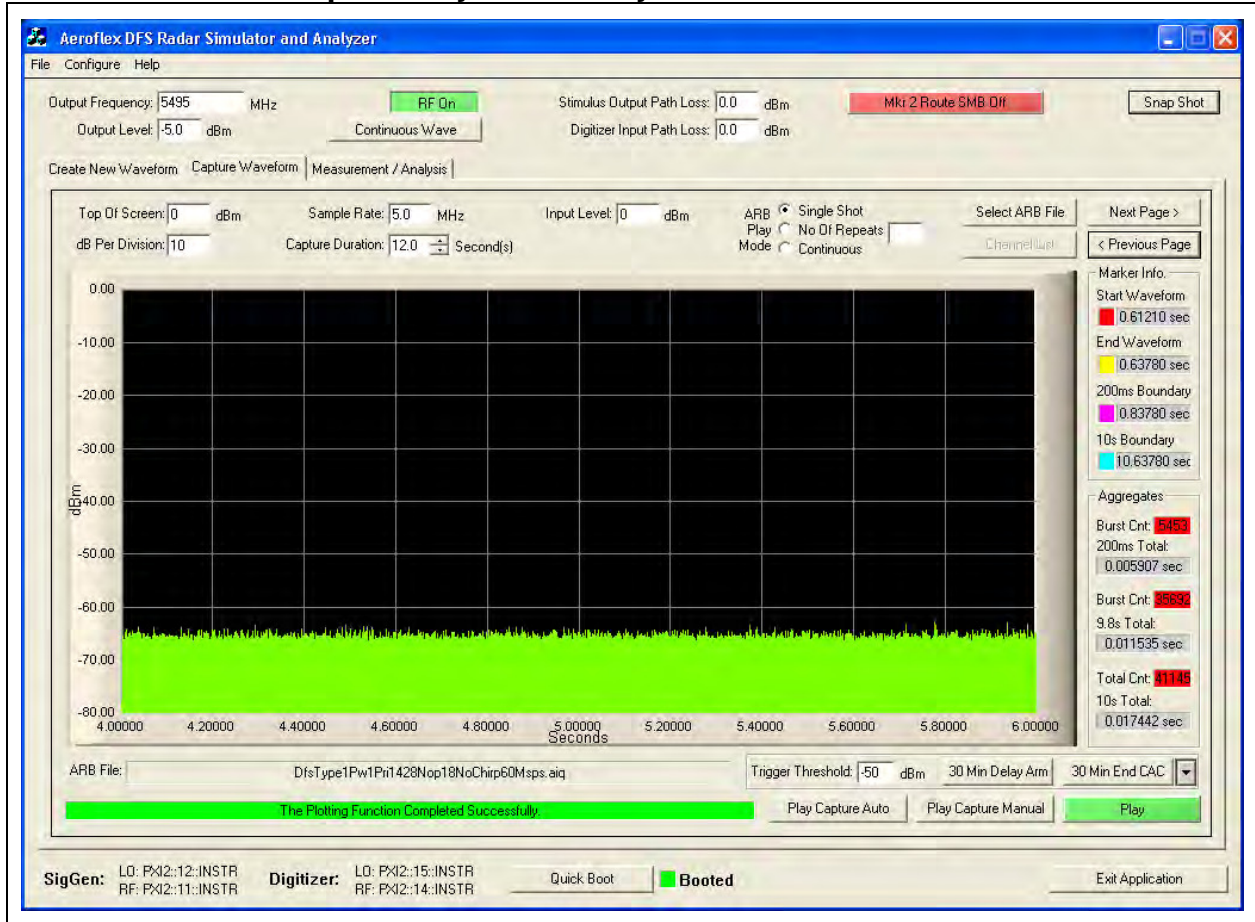 Aeroflex DFS Radar Simulator and Analyzer
File Configure Help
Output Frequency: 5495 MHz
RF On
Stimulus Output Path Loss: 0.0 dBm
Mkr 2 Route SMB Off
Snap Shot
Output Level: -5.0 dBm
Continuous Wave
Digitizer Input Path Loss: 0.0 dBm
Create New Waveform Capture Waveform Measurement / Analysis
Top Of Screen: 0 dBm
Sample Rate: 5.0 MHz
Input Level: 0 dBm
ARB Play Mode
Single Shot
No Of Repeats
Continuous
Select ARB File
Next Page >
dB Per Division: 10
Capture Duration: 12.0 Second(s)
Channel List
< Previous Page
0.00
-10.00
-20.00
-30.00
-40.00
-50.00
-60.00
-70.00
-80.00
dBm
4.00000 4.20000 4.40000 4.60000 4.80000 5.00000 5.20000 5.40000 5.60000 5.80000 6.00000
Seconds
Marker Info.
Start Waveform
0.61210 sec
End Waveform
0.63780 sec
200ms Boundary
0.83780 sec
10s Boundary
10.63780 sec
Aggregates
Burst Cnt: 5453
200ms Total:
0.005907 sec
Burst Cnt: 35692
9.8s Total:
0.011535 sec
Total Cnt: 41145
10s Total:
0.017442 sec
ARB File: DfsType1Pw1Pri1428Nop18NoChirp60Msps.aiq
Trigger Threshold: -50 dBm
30 Min Delay Arm
30 Min End CAC
The Plotting Function Completed Successfully.
Play Capture Auto
Play Capture Manual
Play
SigGen: LO: PXI2::12::INSTR
RF: PXI2::11::INSTR
Digitizer: LO: PXI2::15::INSTR
RF: PXI2::14::INSTR
Quick Boot
Booted
Exit Application